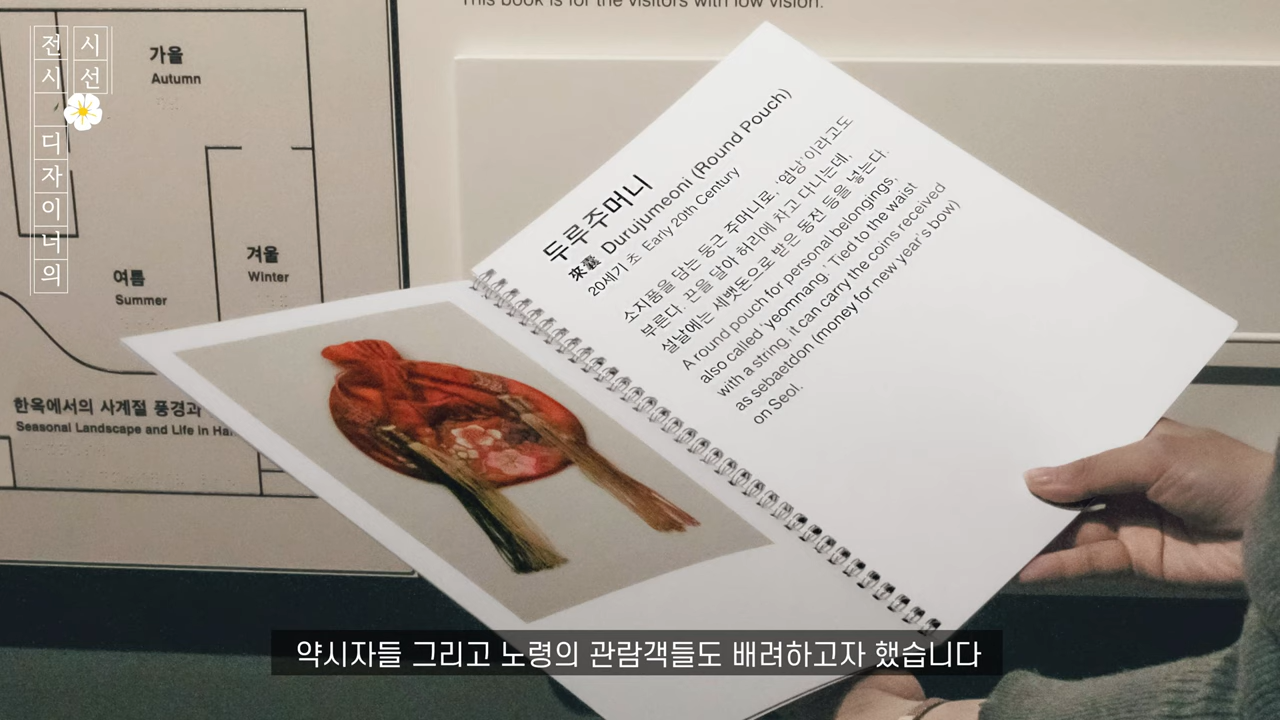 This book is for the visitors with low vision.
시선
전시 디자이너의
가을
Autumn
겨울
Winter
여름
Summer
한옥에서의 사계절 풍경과
Seasonal Landscape and Life in
두루주머니
Durujumeoni (Round Pouch)
20세기 초 Early 20th Century
소지품을 담는 둥근 주머니로, '염낭'이라고도
부른다. 끈을 달아 허리에 차고 다니는데,
설날에는 세뱃돈으로 받은 동전 등을 넣는다.
A round pouch for personal belongings,
also called 'yeomnang'. Tied to the waist
with a string, it can carry the coins received
as sebaetdon (money for new year's bow)
on Seol.
약시자들 그리고 노령의 관람객들도 배려하고자 했습니다